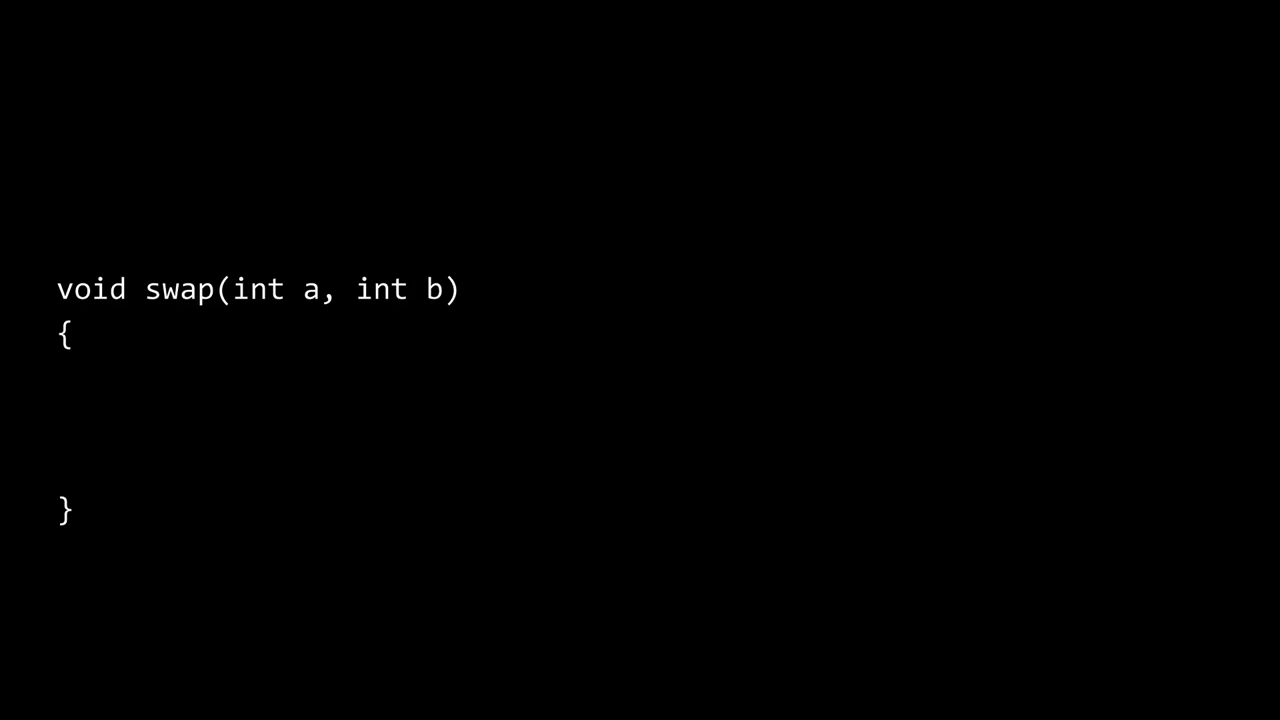 void swap(int a, int b)
{
}